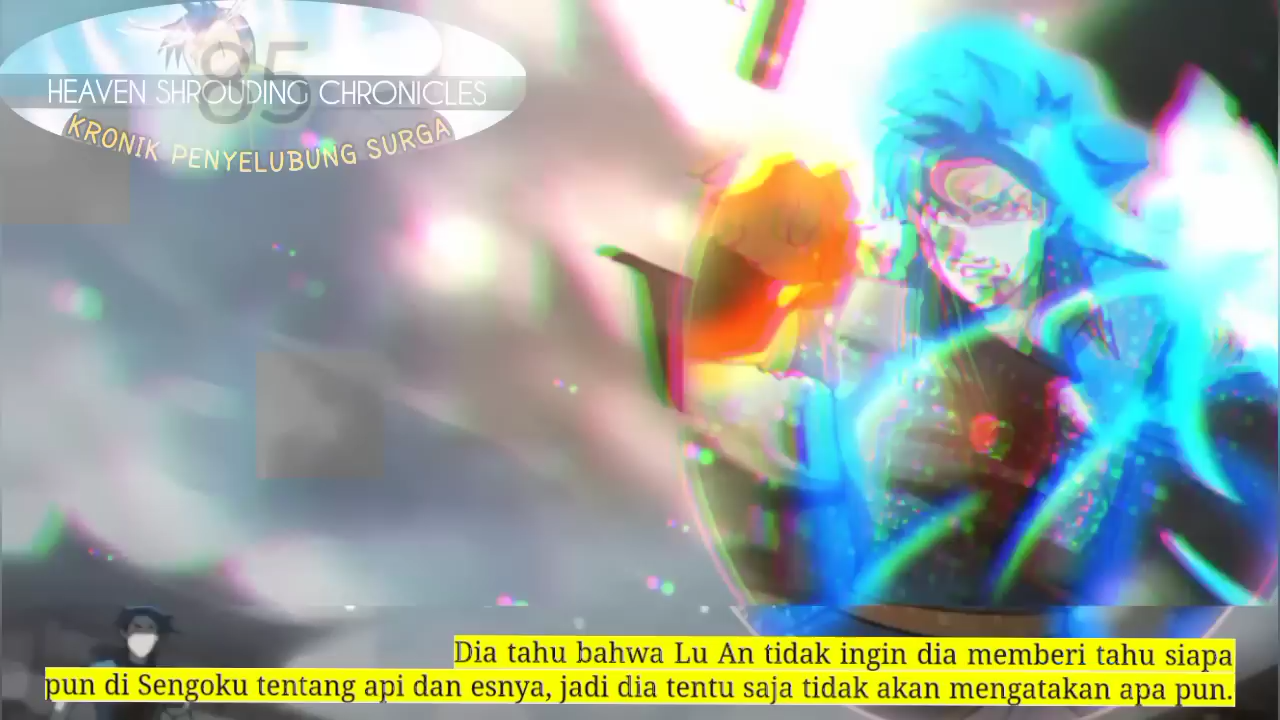 85
HEAVEN SHROUDING CHRONICLES
KRONIK PENYELUBUNG SURGA
Dia tahu bahwa Lu An tidak ingin dia memberi tahu siapa
pun di Sengoku tentang api dan esnya, jadi dia tentu saja tidak akan mengatakan apa pun.